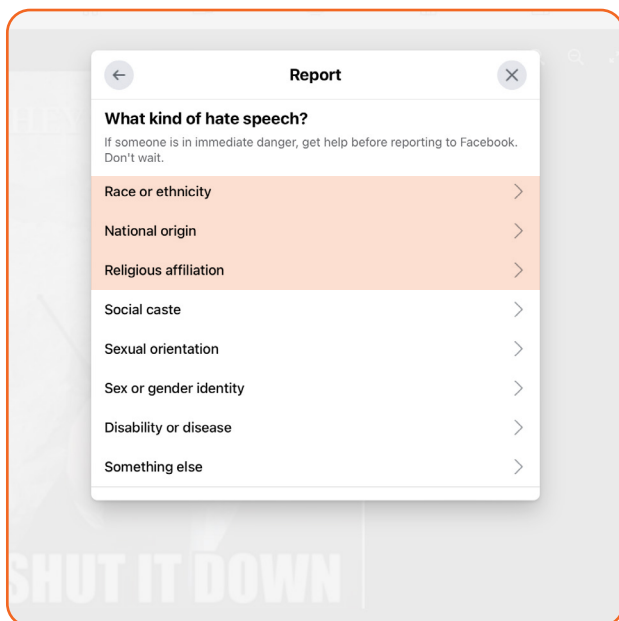 Report
What kind of hate speech?
If someone is in immediate danger, get help before reporting to Facebook.
Don't wait.
Race or ethnicity
National origin
Religious affiliation
Social caste
Sexual orientation
Sex or gender identity
Disability or disease
Something else
SHUT IT DOWN